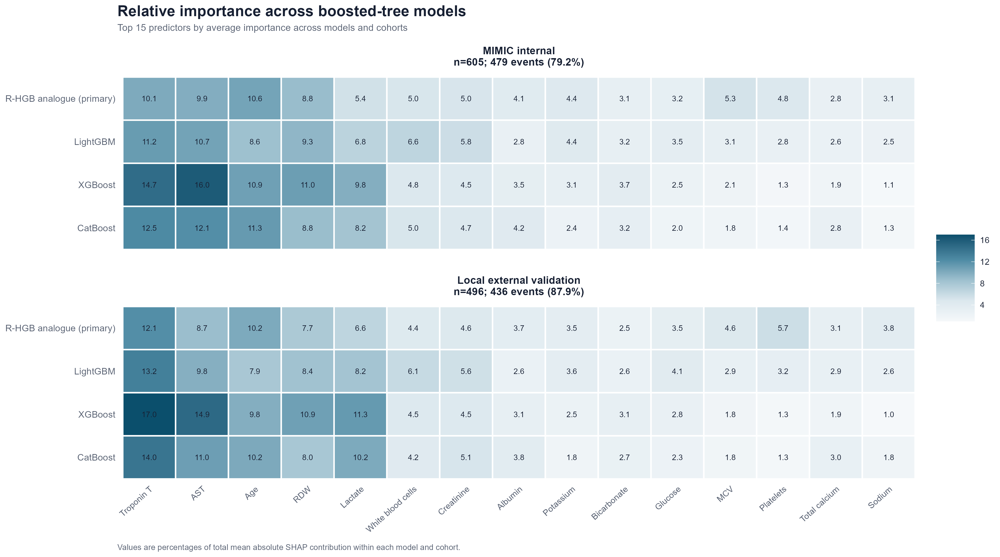 Relative importance across boosted-tree models
Top 15 predictors by average importance across models and cohorts
MIMIC internal
n=605; 479 events (79.2%)
R-HGB analogue (primary) 10.1 9.9 10.6 8.8 5.4 5.0 5.0 4.1 4.4 3.1 3.2 5.3 4.8 2.8 3.1
LightGBM 11.2 10.7 8.6 9.3 6.8 6.6 5.8 2.8 4.4 3.2 3.5 3.1 2.8 2.6 2.5
XGBoost 14.7 16.0 10.9 11.0 9.8 4.8 4.5 3.5 3.1 3.7 2.5 2.1 1.3 1.9 1.1
CatBoost 12.5 12.1 11.3 8.8 8.2 5.0 4.7 4.2 2.4 3.2 2.0 1.8 1.4 2.8 1.3
16
12
8
4
Local external validation
n=496; 436 events (87.9%)
R-HGB analogue (primary) 12.1 8.7 10.2 7.7 6.6 4.4 4.6 3.7 3.5 2.5 3.5 4.6 5.7 3.1 3.8
LightGBM 13.2 9.8 7.9 8.4 8.2 6.1 5.6 2.6 3.6 2.6 4.1 2.9 3.2 2.9 2.6
XGBoost 17.0 14.9 9.8 10.9 11.3 4.5 4.5 3.1 2.5 3.1 2.8 1.8 1.3 1.9 1.0
CatBoost 14.0 11.0 10.2 8.0 10.2 4.2 5.1 3.8 1.8 2.7 2.3 1.8 1.3 3.0 1.8
Troponin T AST Age RDW Lactate White blood cells Creatinine Albumin Potassium Bicarbonate Glucose MCV Platelets Total calcium Sodium
Values are percentages of total mean absolute SHAP contribution within each model and cohort.